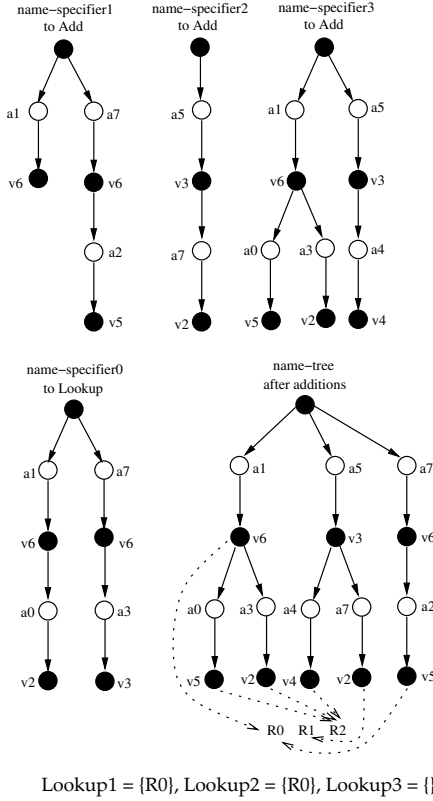 name−specifier1 name−specifier2 name−specifier3
to Add to Add to Add
a1 a7 a5 a1 a5
v6 v6 v3 v6 v3
a2 a7 a0 a3 a4
v5 v2 v5 v2 v4
name−specifier0 name−tree
to Lookup after additions
a1 a7 a1 a5 a7
v6 v6 v6 v3 v6
a0 a3 a0 a3 a4 a7 a2
v2 v3 v5 v2 v4 v2 v5
R0 R1 R2
Lookup1 = {R0}, Lookup2 = {R0}, Lookup3 = {}